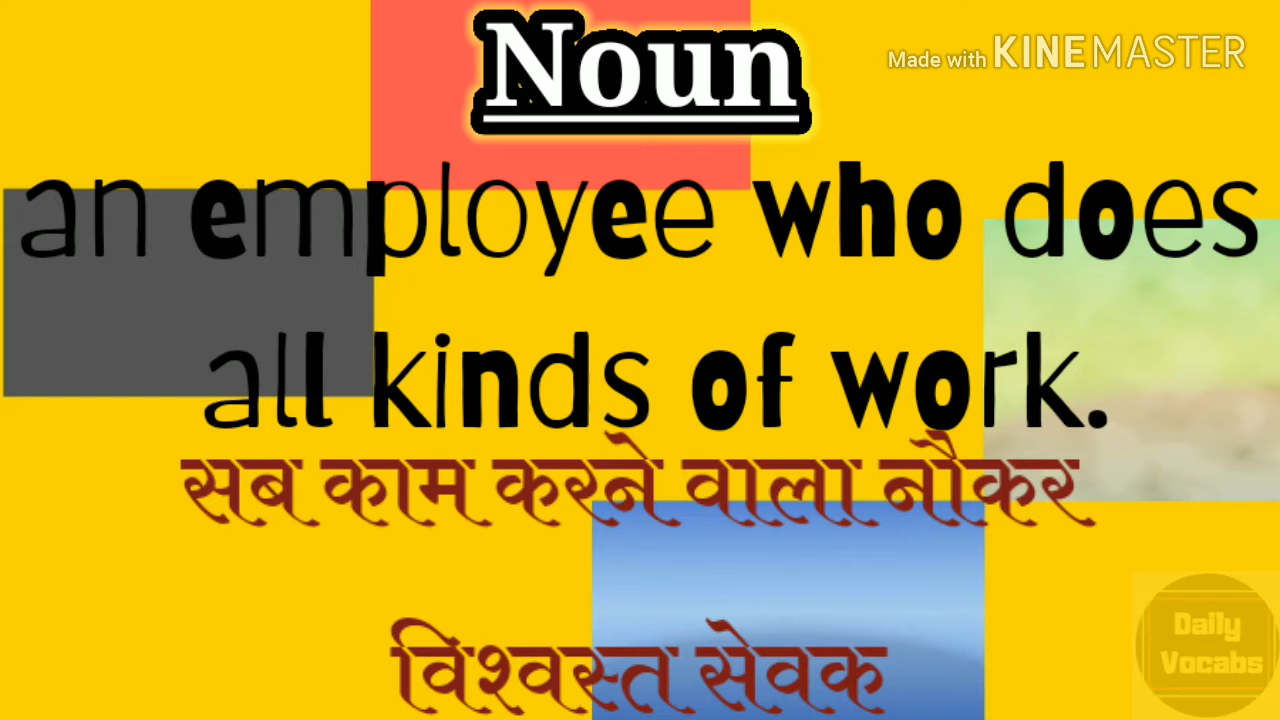 Noun
Made with KINEMASTER
an employee who does
all kinds of work.
सब काम करने वाला नौकर
विश्वस्त सेवक
Daily
Vocabs